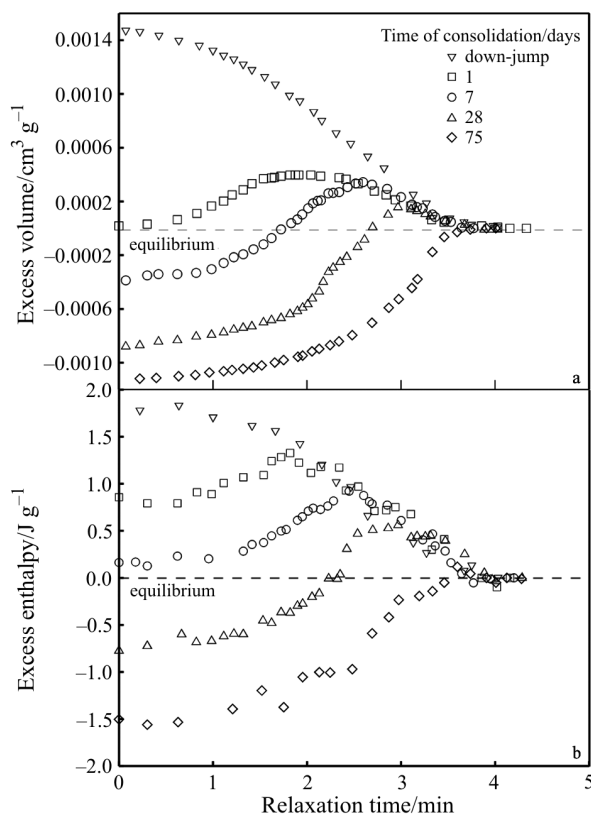 0.0014
0.0010
0.0006
0.0002
–0.0002
–0.0006
–0.0010
Excess volume/cm³ g⁻¹
Time of consolidation/days
down-jump
1
7
28
75
equilibrium
a
2.0
1.5
1.0
0.5
0.0
–0.5
–1.0
–1.5
–2.0
Excess enthalpy/J g⁻¹
equilibrium
b
0 1 2 3 4 5
Relaxation time/min